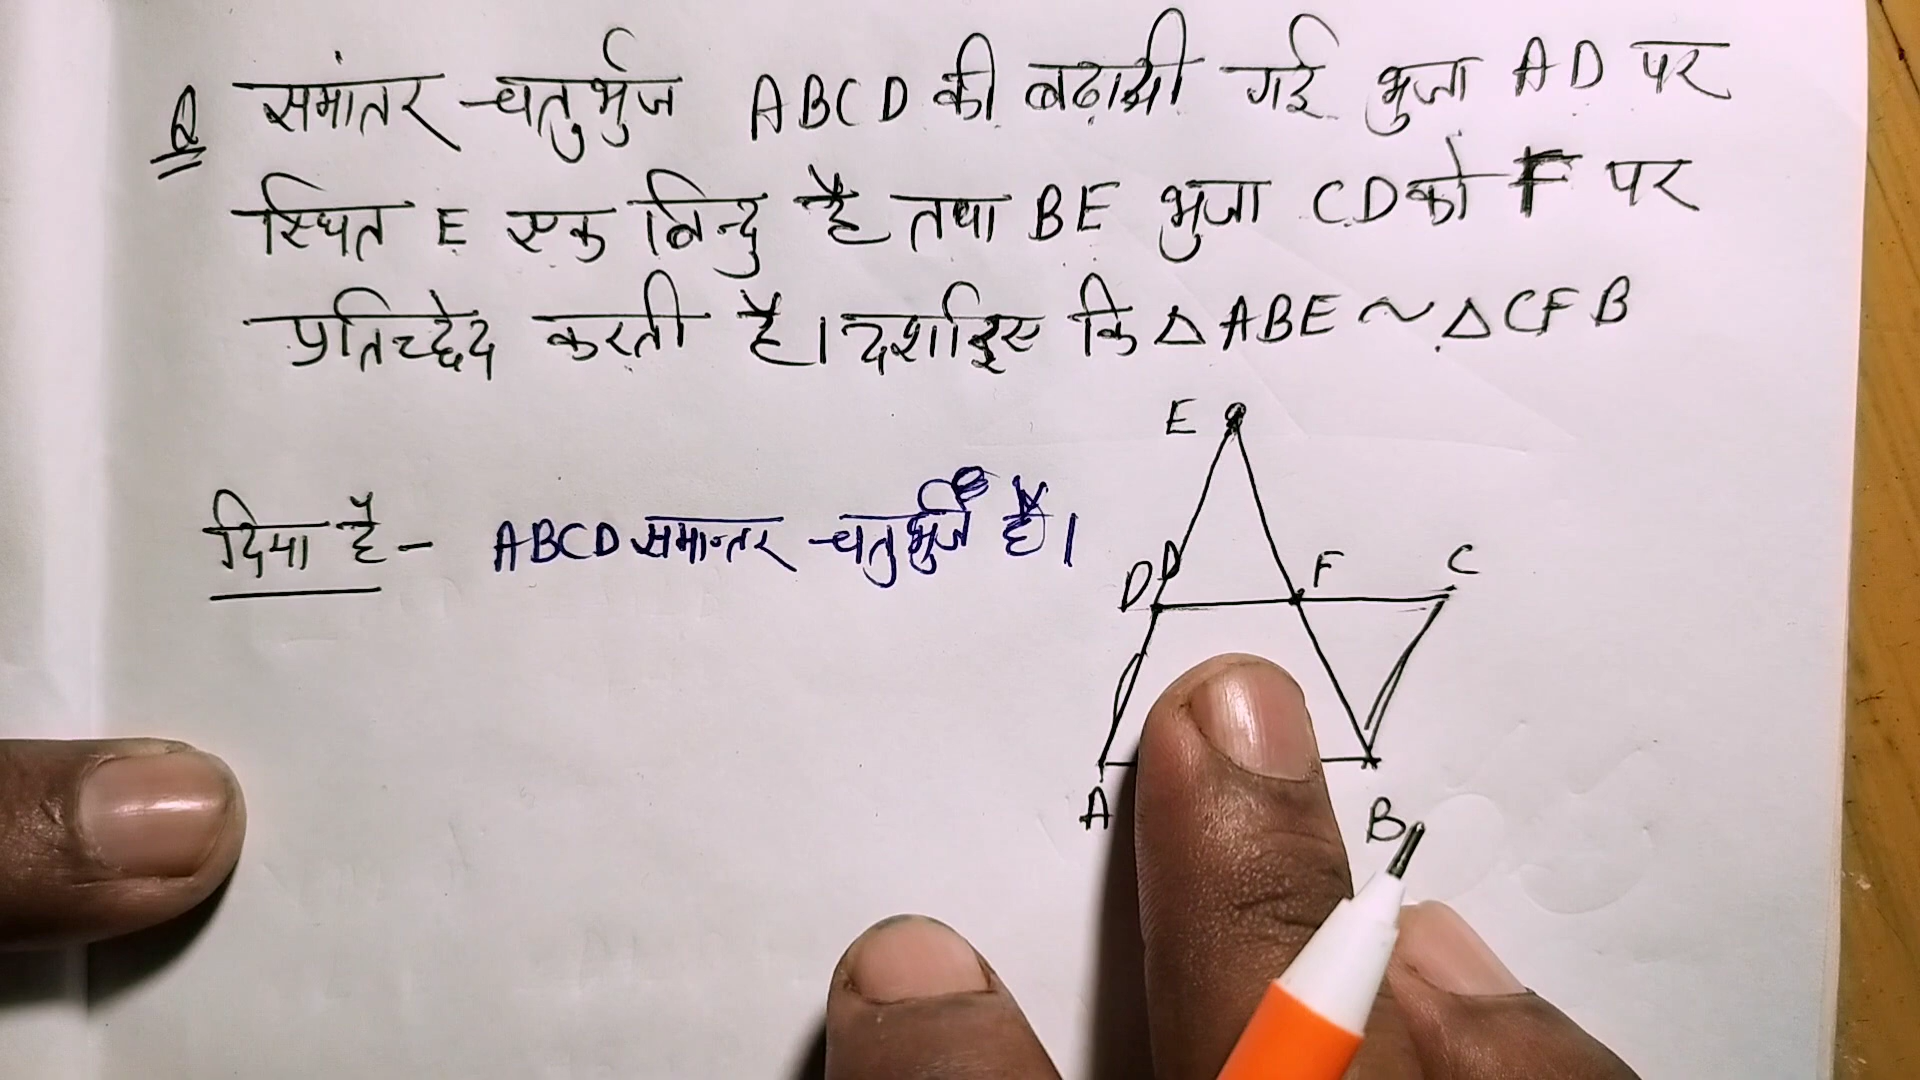 Q समांतर चतुर्भुज ABCD की बढ़ायी गई भुजा AD पर
स्थित E एक बिन्दु है तथा BE भुजा CD को F पर
प्रतिच्छेद करती है। दर्शाइए कि △ABE ~ △CFB
E
दिया है - ABCD समान्तर चतुर्भुज है।
D D F C
A B